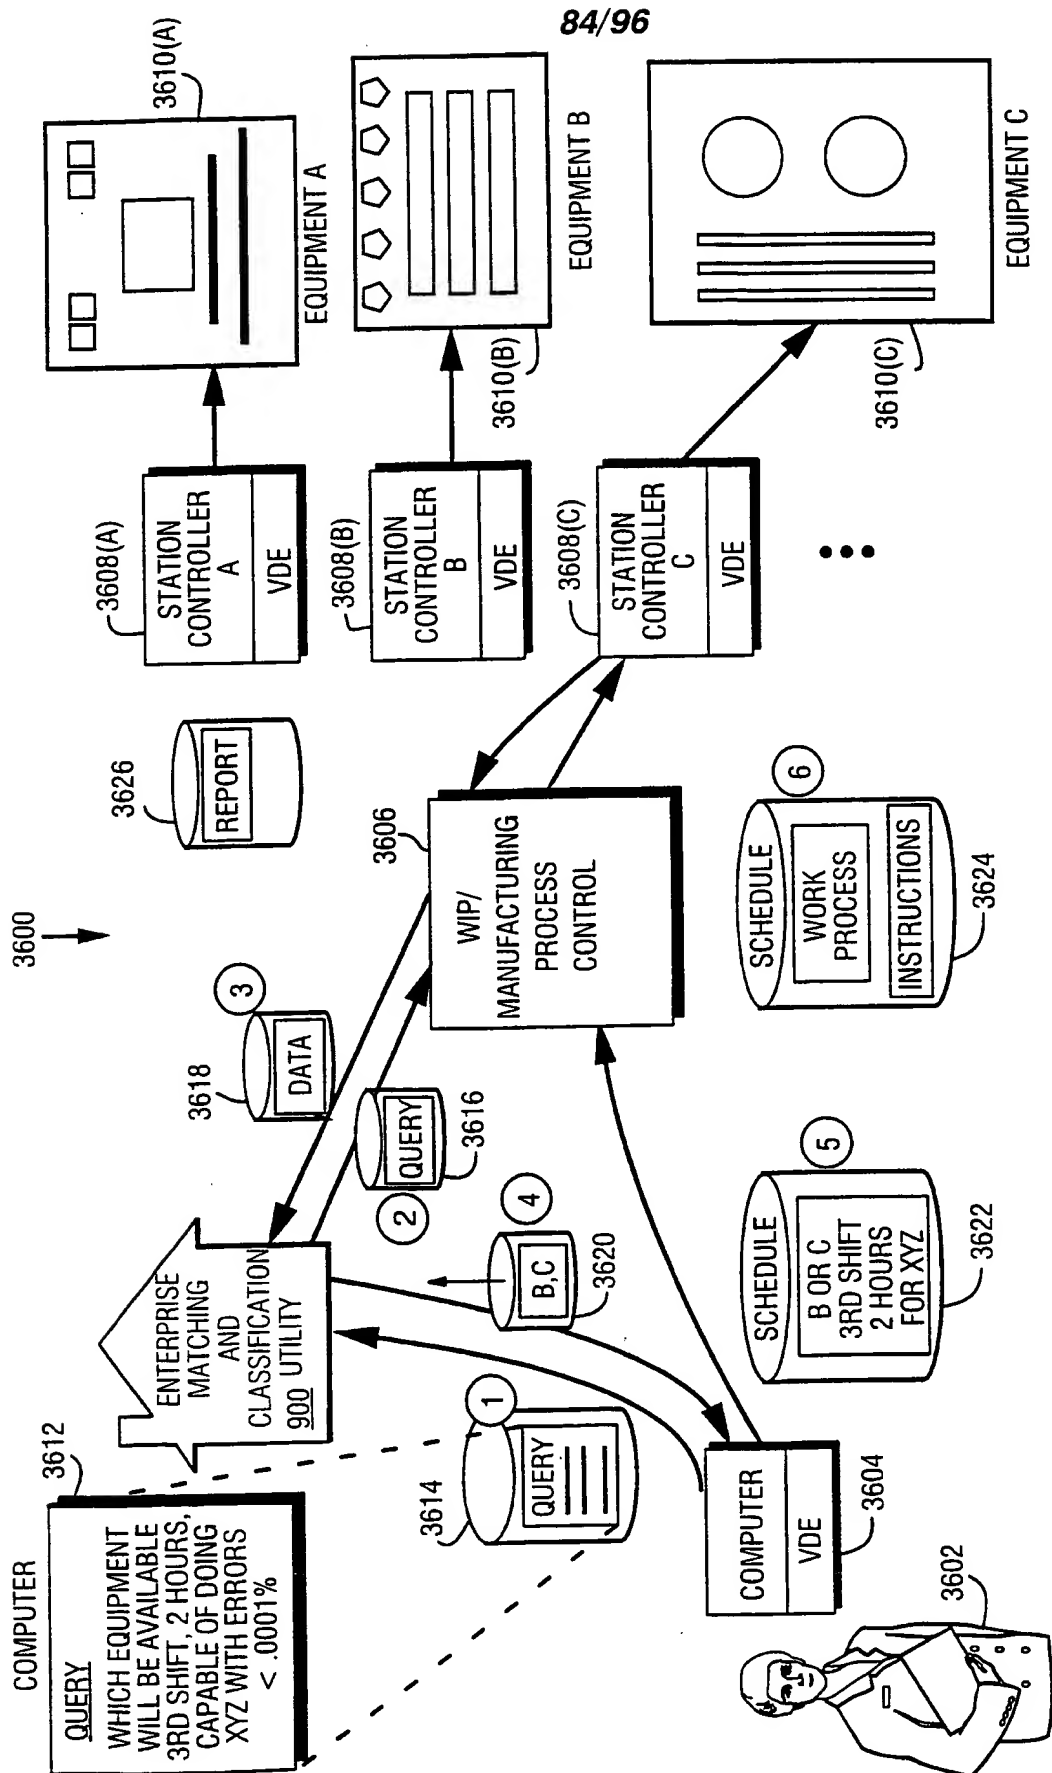 84/96
3600
COMPUTER
QUERY
WHICH EQUIPMENT
WILL BE AVAILABLE
3RD SHIFT, 2 HOURS,
CAPABLE OF DOING
XYZ WITH ERRORS
< .0001%
3612
ENTERPRISE
MATCHING
AND
CLASSIFICATION
900 UTILITY
3614
QUERY
1
2
QUERY
3616
3618
DATA
3
4
B,C
3620
COMPUTER
VDE
3604
3602
SCHEDULE
B OR C
3RD SHIFT
2 HOURS
FOR XYZ
5
3622
3606
WIP/
MANUFACTURING
PROCESS
CONTROL
SCHEDULE
WORK
PROCESS
INSTRUCTIONS
6
3624
3626
REPORT
3608(A)
STATION
CONTROLLER
A
VDE
3608(B)
STATION
CONTROLLER
B
VDE
3608(C)
STATION
CONTROLLER
C
VDE
3610(A)
EQUIPMENT A
3610(B)
EQUIPMENT B
3610(C)
EQUIPMENT C